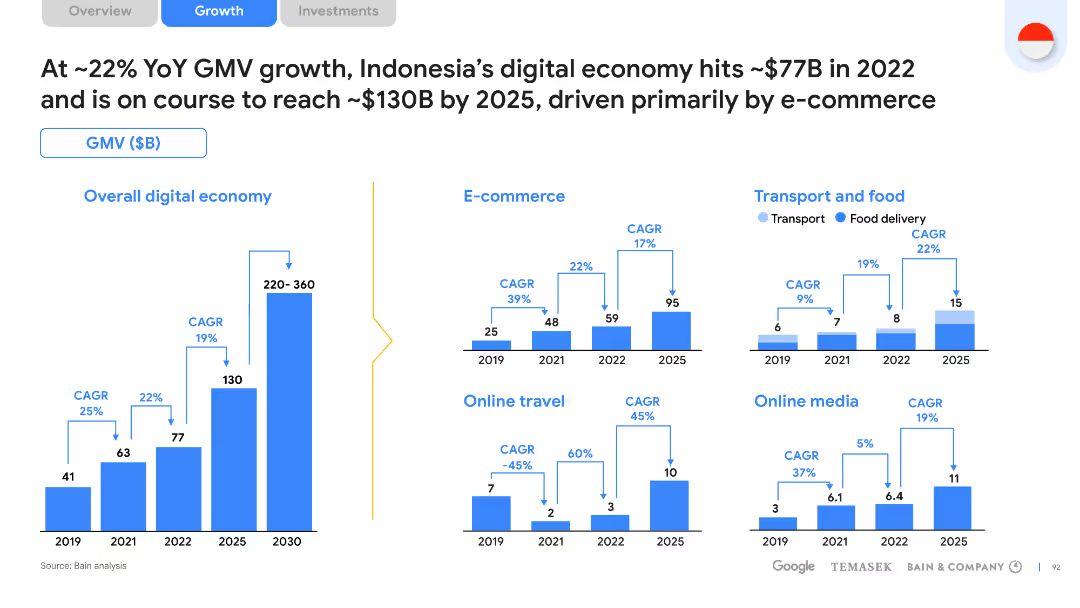 Overview
Growth
Investments
At ~22% YoY GMV growth, Indonesia's digital economy hits ~$77B in 2022
and is on course to reach ~$130B by 2025, driven primarily by e-commerce
GMV ($B)
Overall digital economy
220- 360
CAGR
19%
130
CAGR
25%
22%
77
63
41
2019 2021 2022 2025 2030
E-commerce
CAGR
17%
22%
CAGR
39%
95
59
48
25
2019 2021 2022 2025
Transport and food
Transport Food delivery
CAGR
22%
19%
CAGR
9%
15
8
7
6
2019 2021 2022 2025
Online travel
CAGR
45%
CAGR
-45%
60%
10
7
3
2
2019 2021 2022 2025
Online media
CAGR
19%
5%
CAGR
37%
11
6.4
6.1
3
2019 2021 2022 2025
Source: Bain analysis
Google TEMASEK BAIN & COMPANY | 92